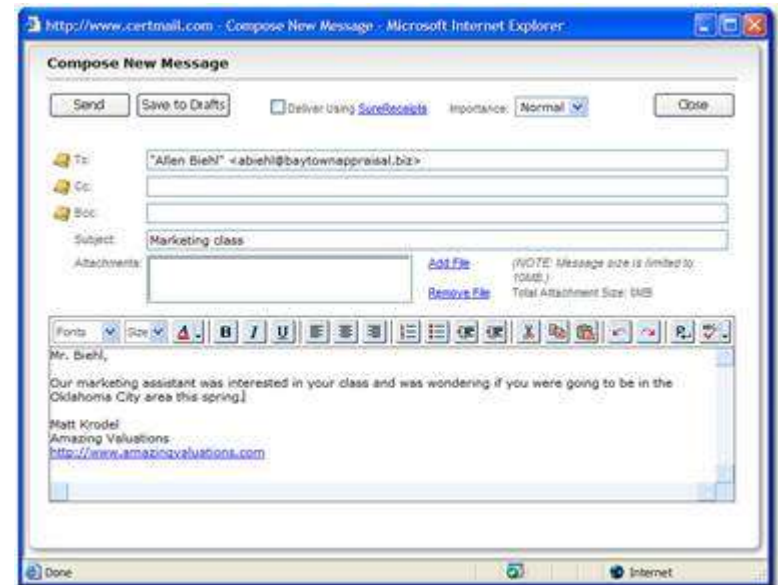 http://www.certmail.com - Compose New Message - Microsoft Internet Explorer
Compose New Message
Send Save to Drafts Deliver Using SureReceipts Importance: Normal Close
To: "Allen Biehl" <abiehl@baytownappraisal.biz>
Cc:
Bcc:
Subject: Marketing class
Attachments: Add File (NOTE: Message size is limited to
10MB.)
Remove File Total Attachment Size: 0MB
Fonts Size A B I U
Mr. Biehl,
Our marketing assistant was interested in your class and was wondering if you were going to be in the
Oklahoma City area this spring.
Matt Krodel
Amazing Valuations
http://www.amazingvaluations.com
Done Internet